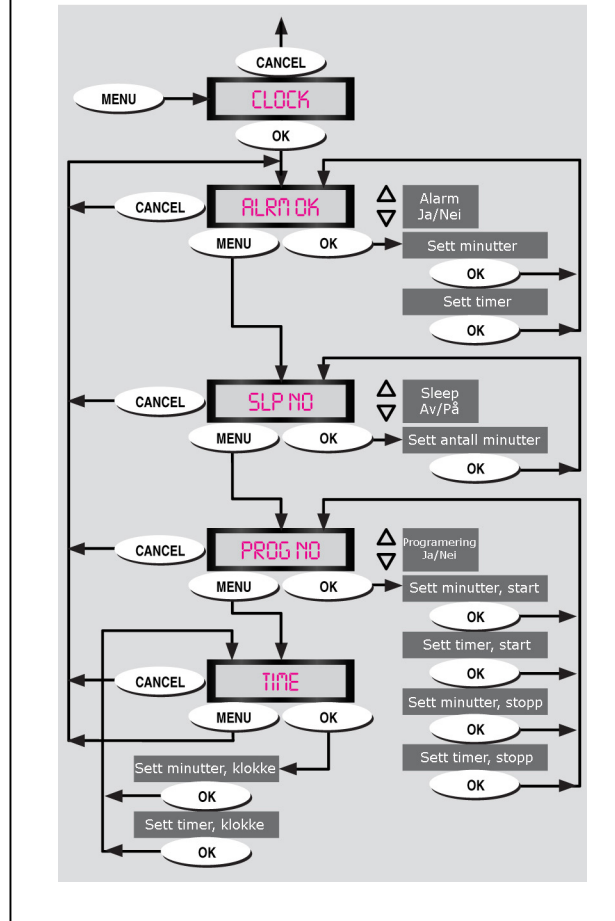 CANCEL
MENU
CLOCK
OK
CANCEL
ALRM OK
Alarm
Ja/Nei
MENU
OK
Sett minutter
OK
Sett timer
OK
CANCEL
SLP NO
Sleep
Av/På
MENU
OK
Sett antall minutter
OK
CANCEL
PROG NO
Programering
Ja/Nei
MENU
OK
Sett minutter, start
OK
Sett timer, start
OK
CANCEL
TIME
Sett minutter, stopp
MENU
OK
OK
Sett timer, stopp
Sett minutter, klokke
OK
OK
Sett timer, klokke
OK